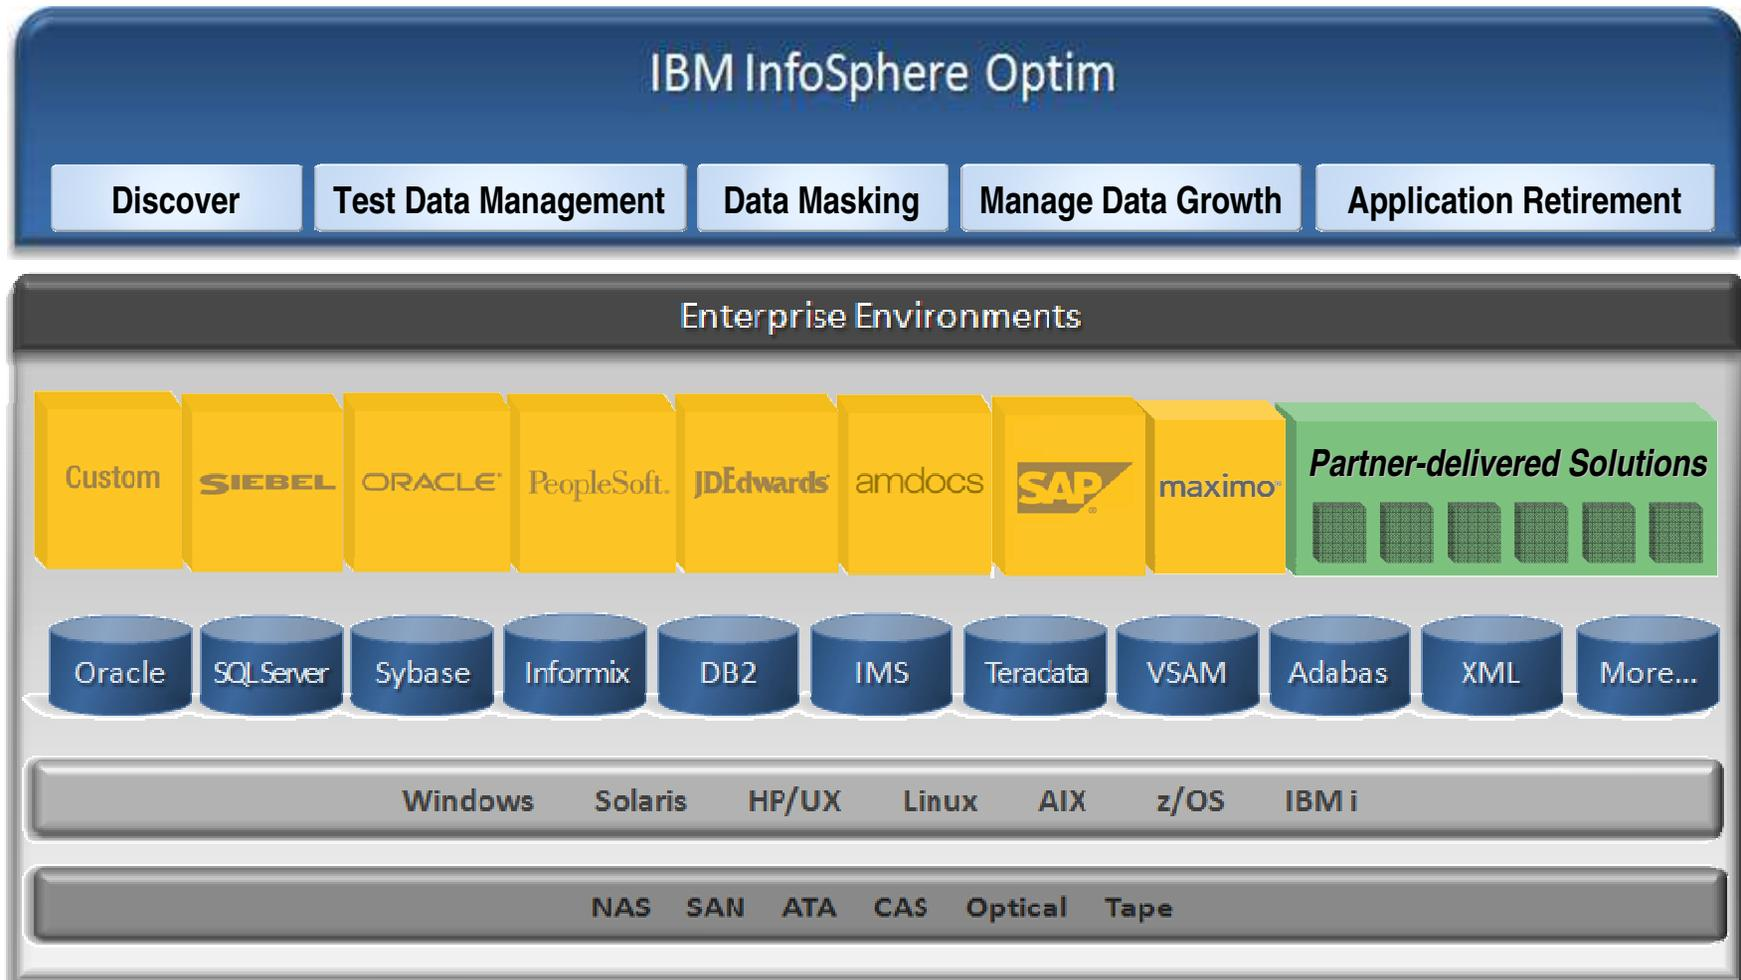 IBM InfoSphere Optim
Discover Test Data Management Data Masking Manage Data Growth Application Retirement
Enterprise Environments
Custom SIEBEL ORACLE® PeopleSoft. JDEdwards amdocs SAP® maximo™ Partner-delivered Solutions
Oracle SQLServer Sybase Informix DB2 IMS Teradata VSAM Adabas XML More...
Windows Solaris HP/UX Linux AIX z/OS IBM i
NAS SAN ATA CAS Optical Tape